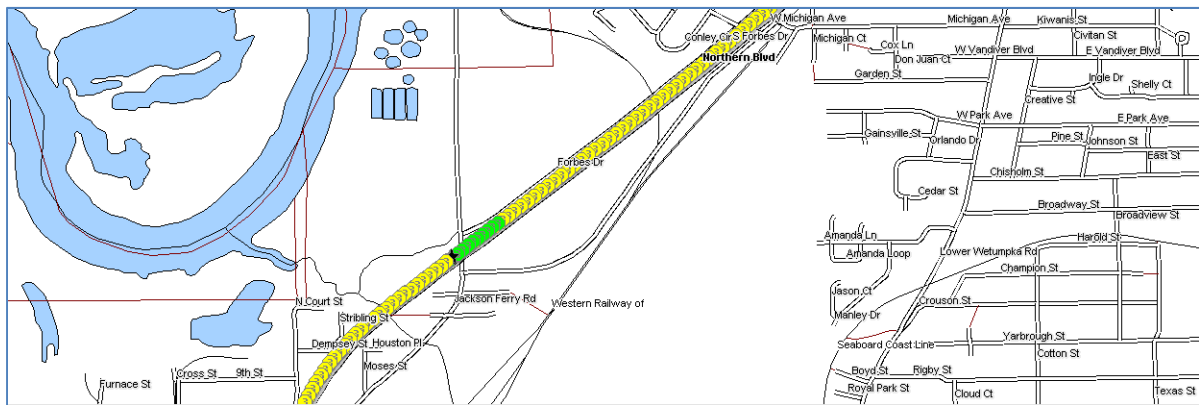 W Michigan Ave
Michigan Ave
Kiwanis St
Conley Cir
S Forbes Dr
Michigan Ct
Cox Ln
Civitan St
Northern Blvd
Don Juan Ct
W Vandiver Blvd
E Vandiver Blvd
Garden St
Ingle Dr
Shelly Ct
Creative St
W Park Ave
E Park Ave
Gainsville St
Orlando Dr
Pine St
Johnson St
Forbes Dr
East St
Chisholm St
Cedar St
Broadway St
Broadview St
Amanda Ln
Harold St
Amanda Loop
Lower Wetumpka Rd
Champion St
Jason Ct
N Court St
Jackson Ferry Rd
Western Railway of
Crouson St
Stribling St
Manley Dr
Dempsey St
Houston Pl
Seaboard Coast Line
Yarbrough St
Cotton St
Moses St
Cross St
9th St
Boyd St
Rigby St
Furnace St
Royal Park St
Cloud Ct
Texas St